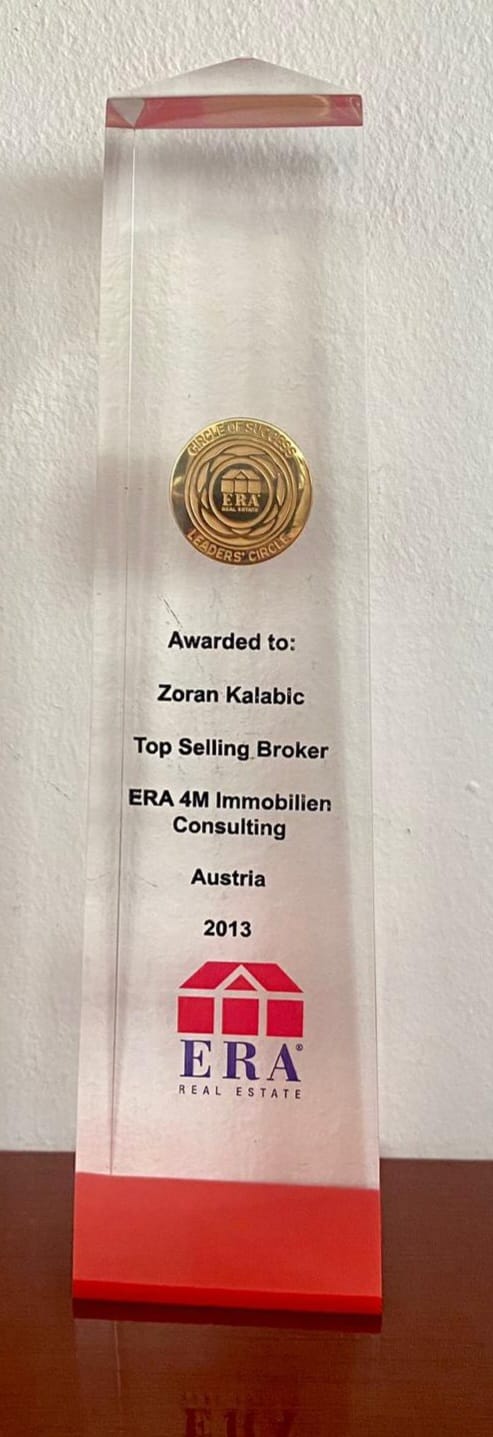 CIRCLE OF SUCCESS
ERA
REAL ESTATE
LEADERS' CIRCLE
Awarded to:
Zoran Kalabic
Top Selling Broker
ERA 4M Immobilien
Consulting
Austria
2013
ERA®
REAL ESTATE